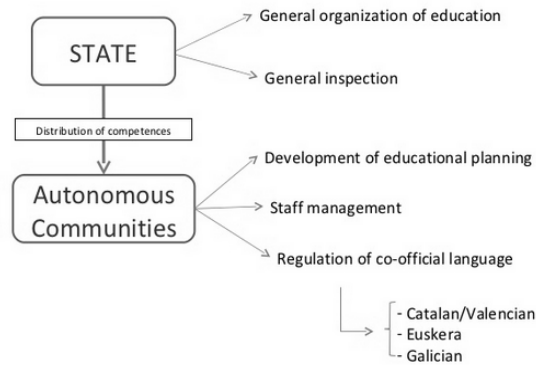 General organization of education
STATE
General inspection
Distribution of competences
Development of educational planning
Autonomous
Communities
Staff management
Regulation of co-official language
- Catalan/Valencian
- Euskera
- Galician